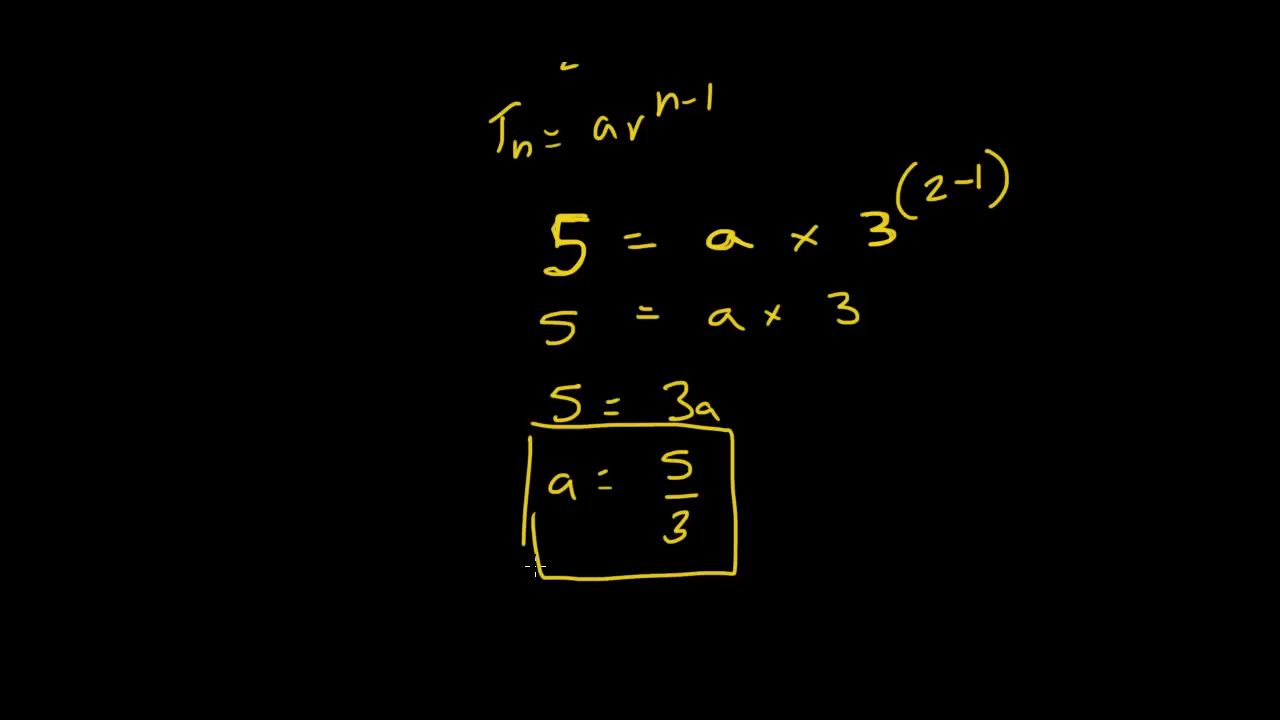 Tn = ar^n-1
5 = a × 3^(2-1)
5 = a × 3
5 = 3a
a = 5/3